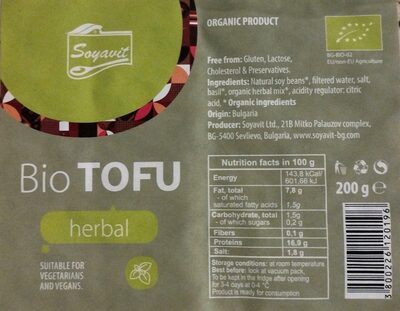 Soyavit
Bio TOFU
herbal
SUITABLE FOR
VEGETARIANS
AND VEGANS.
ORGANIC PRODUCT
BG-BIO-02
EU/non-EU Agriculture
Free from: Gluten, Lactose,
Cholesterol & Preservatives.
Ingredients: Natural soy beans*, filtered water, salt,
basil*, organic herbal mix*, acidity regulator: citric
acid. * Organic ingredients
Origin: Bulgaria
Producer: Soyavit Ltd., 21B Mitko Palauzov complex,
BG-5400 Sevlievo, Bulgaria, www.soyavit-bg.com
Nutrition facts in 100 g
Energy 143.8 kCal/
601.66 kJ
Fat, total 7,8 g
- of which
saturated fatty acids 1,5g
Carbohydrate, total 1,5g
- of which sugars 0,2 g
Fibers 0,1 g
Proteins 16,9 g
Salt: 1,8 g
Storage conditions: at room temperature
Best before: look at vacuum pack,
To be kept in the fridge after opening
for 3-4 days at 0-4 °C
Product is ready for consumption
200 g e
3800226120196